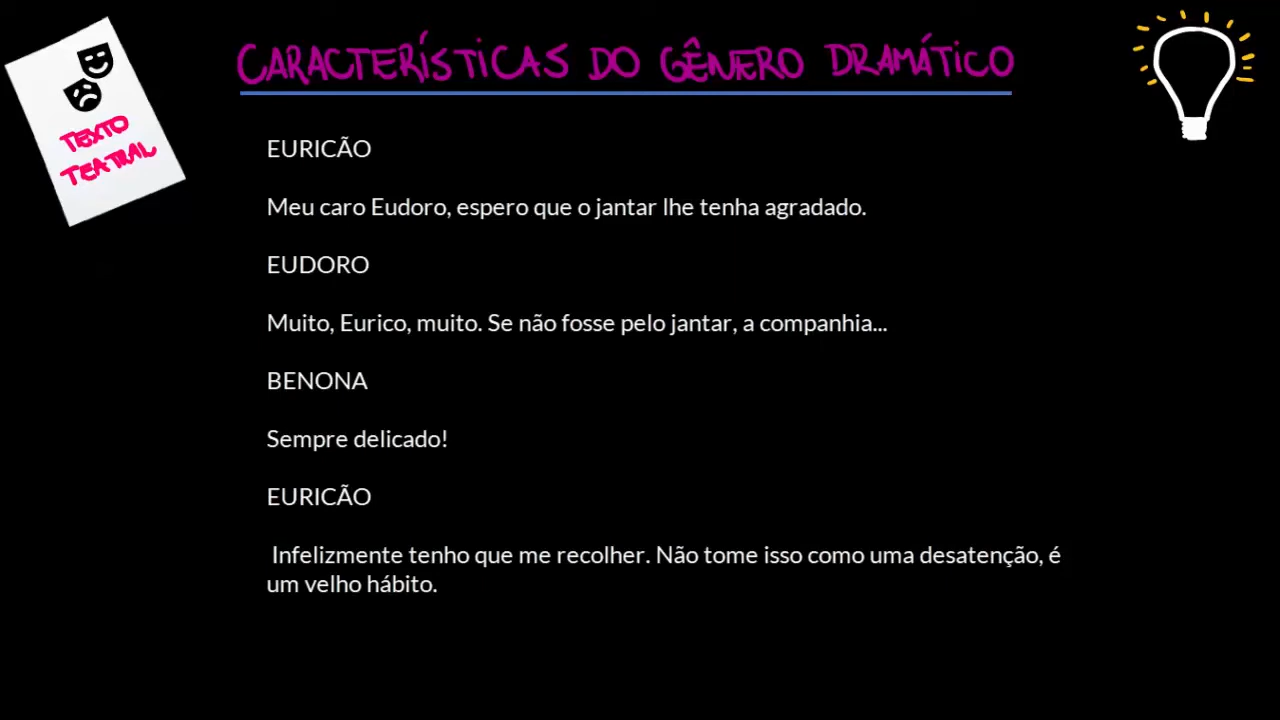 CARACTERÍSTICAS DO GÊNERO DRAMÁTICO
TEXTO
TEATRAL
EURICÃO
Meu caro Eudoro, espero que o jantar lhe tenha agradado.
EUDORO
Muito, Eurico, muito. Se não fosse pelo jantar, a companhia...
BENONA
Sempre delicado!
EURICÃO
Infelizmente tenho que me recolher. Não tome isso como uma desatenção, é
um velho hábito.